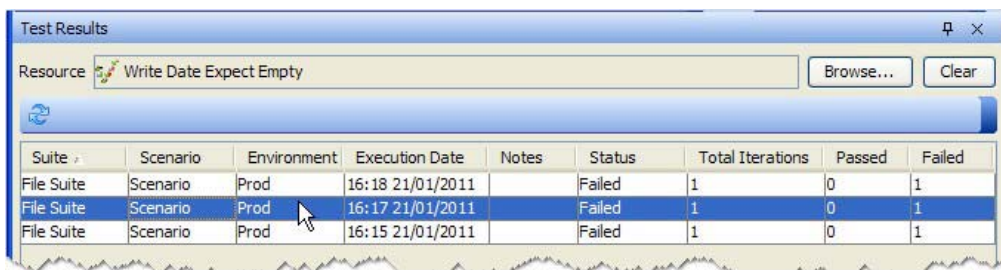 Test Results
Resource Write Date Expect Empty Browse... Clear
Suite Scenario Environment Execution Date Notes Status Total Iterations Passed Failed
File Suite Scenario Prod 16:18 21/01/2011 Failed 1 0 1
File Suite Scenario Prod 16:17 21/01/2011 Failed 1 0 1
File Suite Scenario Prod 16:15 21/01/2011 Failed 1 0 1